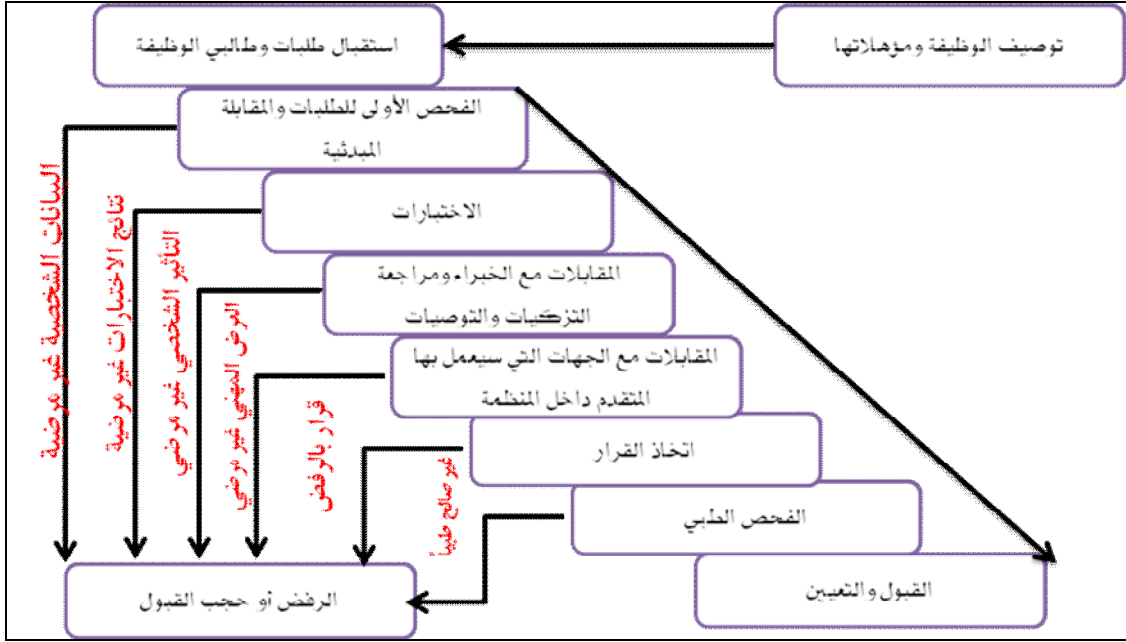 توصيف الوظيفة ومؤهلاتها
استقبال طلبات وطالبي الوظيفة
الفحص الأولى للطلبات والمقابلة
المبدئية
الاختبارات
المقابلات مع الخبراء ومراجعة
التزكيات والتوصيات
المقابلات مع الجهات التي سيعمل بها
المتقدم داخل المنظمة
اتخاذ القرار
الفحص الطبي
القبول والتعيين
الرفض أو حجب القبول
البيانات الشخصية غير مرضية
نتائج الاختبارات غير مرضية
التأثير الشخصي غير مرضي
العرض المهني غير مرضي
قرار بالرفض
غير صالح طبياً